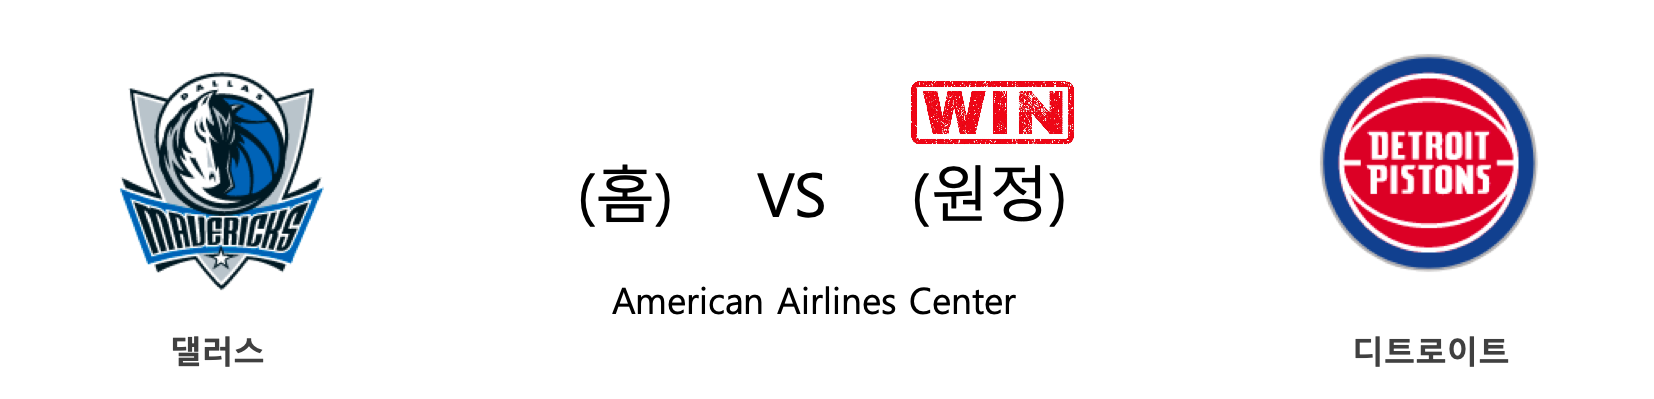 DALLAS
MAVERICKS
WIN
(홈) VS (원정)
American Airlines Center
DETROIT
PISTONS
댈러스
디트로이트